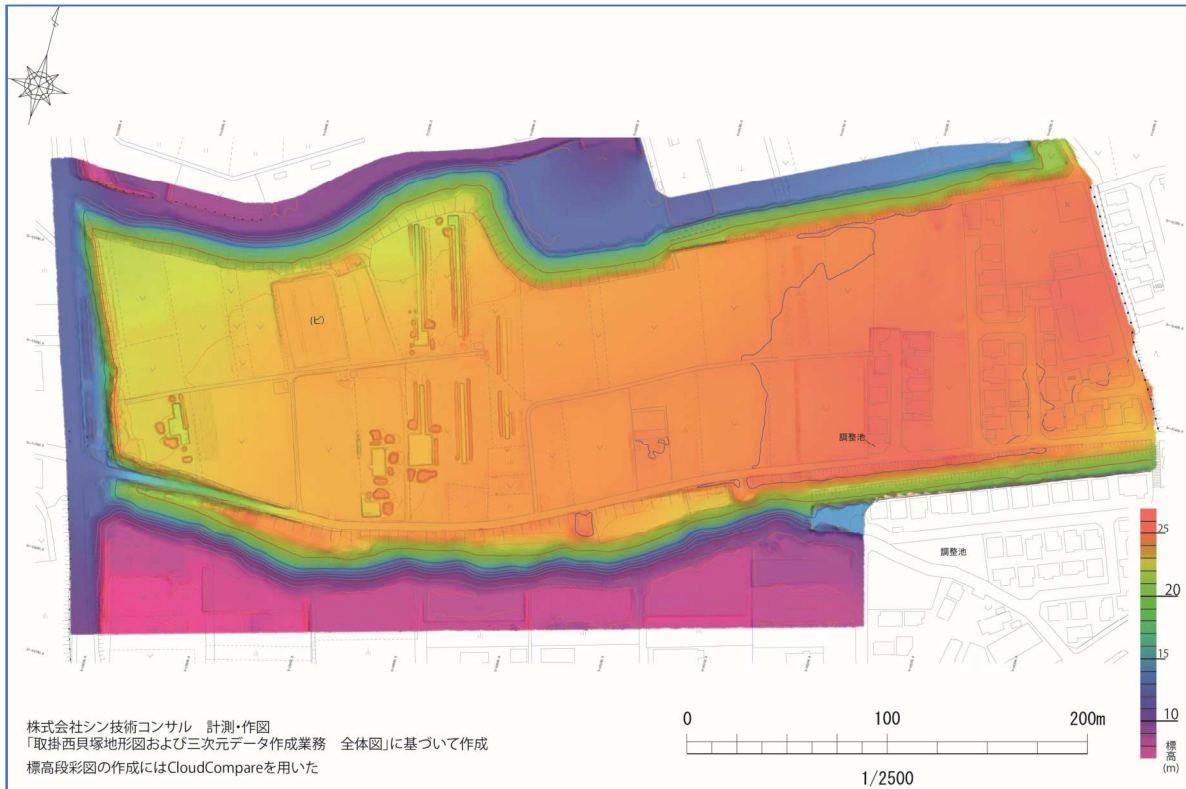 (ビ)
調整池
調整池
25
20
15
10
標高
(m)
株式会社シン技術コンサル 計測・作図
「取掛西貝塚地形図および三次元データ作成業務 全体図」に基づいて作成
標高段彩図の作成にはCloudCompareを用いた
0 100 200m
1/2500